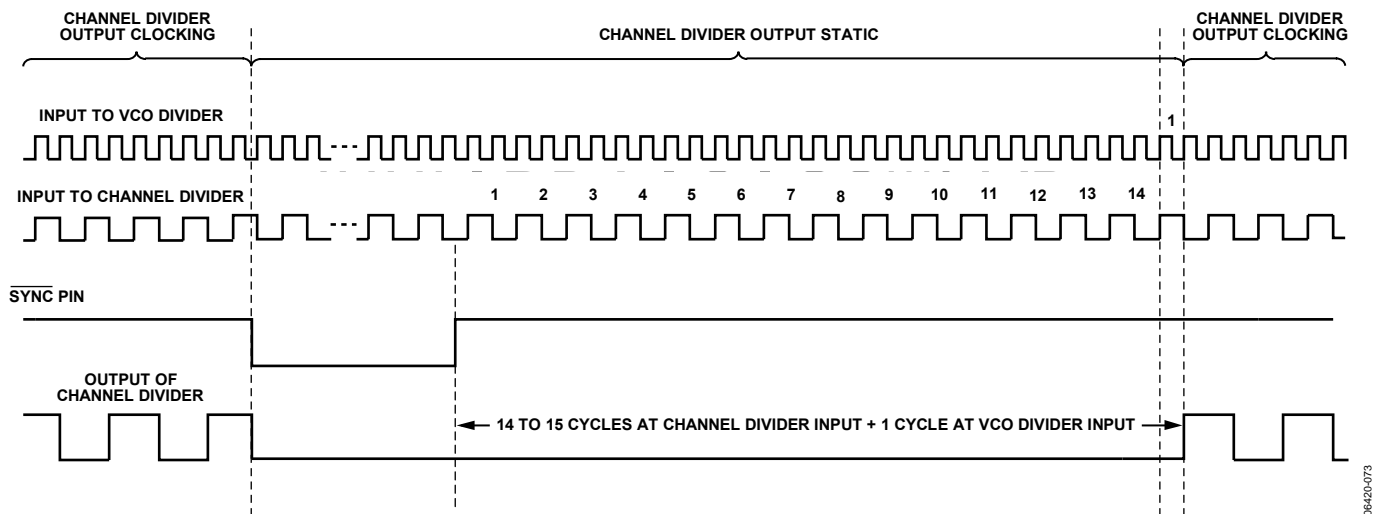 CHANNEL DIVIDER
OUTPUT CLOCKING
CHANNEL DIVIDER OUTPUT STATIC
CHANNEL DIVIDER
OUTPUT CLOCKING
INPUT TO VCO DIVIDER
1
INPUT TO CHANNEL DIVIDER
1 2 3 4 5 6 7 8 9 10 11 12 13 14
SYNC PIN
OUTPUT OF
CHANNEL DIVIDER
14 TO 15 CYCLES AT CHANNEL DIVIDER INPUT + 1 CYCLE AT VCO DIVIDER INPUT
06420-073